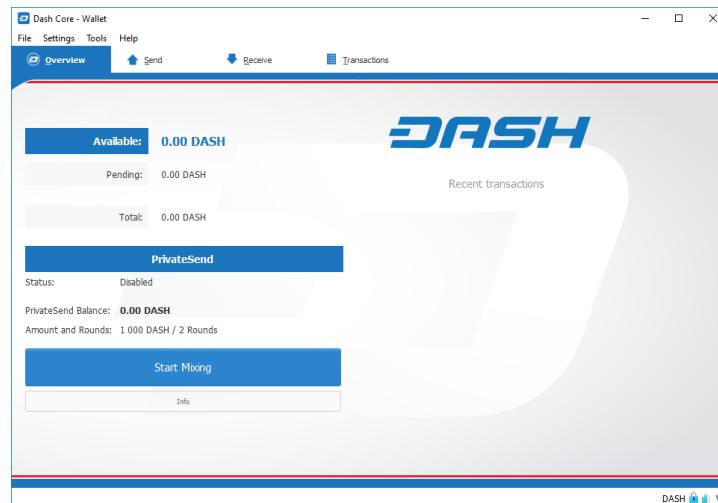 Dash Core - Wallet
File Settings Tools Help
Overview Send Receive Transactions
DASH
Available: 0.00 DASH
Recent transactions
Pending: 0.00 DASH
Total: 0.00 DASH
PrivateSend
Status: Disabled
PrivateSend Balance: 0.00 DASH
Amount and Rounds: 1 000 DASH / 2 Rounds
Start Mixing
Info
DASH